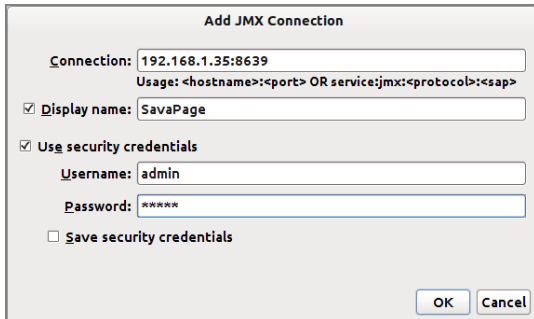 Add JMX Connection
Connection: 192.168.1.35:8639
Usage: <hostname>:<port> OR service:jmx:<protocol>:<sap>
Display name: SavaPage
Use security credentials
Username: admin
Password: *****
Save security credentials
OK Cancel